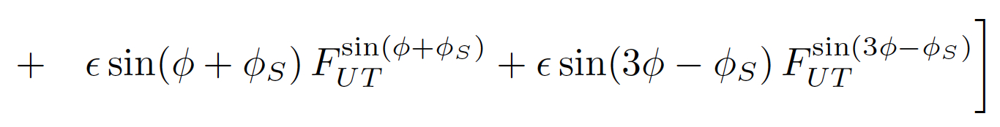 + ϵ sin(ϕ + ϕ_S) F_{UT}^{sin(ϕ+ϕ_S)} + ϵ sin(3ϕ − ϕ_S) F_{UT}^{sin(3ϕ−ϕ_S)} ]